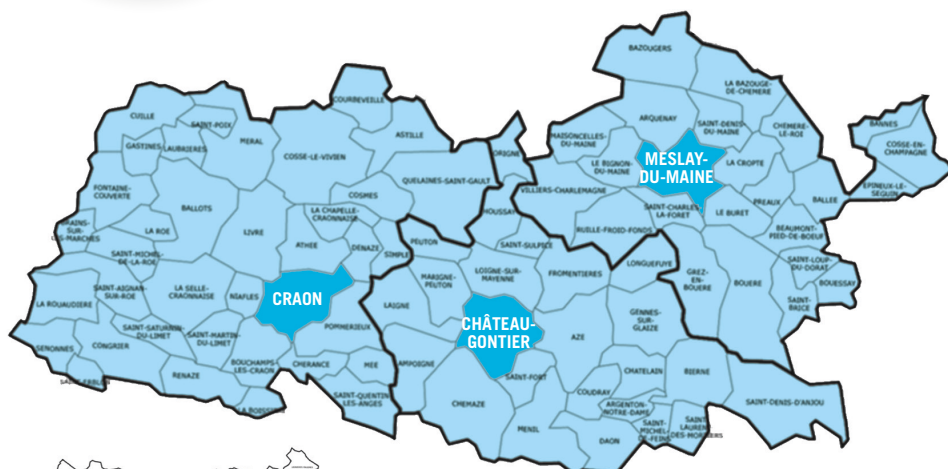 BAZOUGERS
LA BAZOUGE-
DE-CHEMERE
COURBEVEILLE
CUILLE
SAINT-POIX
ARQUENAY
SAINT-DENIS
DU-MAINE
CHEMERE-
LE-ROI
BANNES
COSSE-EN-
CHAMPAGNE
ASTILLE
MERAL
MAISONCELLES-
DU-MAINE
GASTINES
LAUBRIERES
COSSE-LE-VIVIEN
ORIGNE
LE BIGNON-
DU-MAINE
MESLAY-
DU-MAINE
LA CROPTE
QUELAINES-SAINT-GAULT
EPINEUX-LE-
SEGUIN
FONTAINE-
COUVERTE
COSMES
VILLIERS-CHARLEMAGNE
BALLOTS
LA CHAPELLE-
CRAONNAISE
HOUSSAY
SAINT-CHARLES-
LA-FORET
LE BURET
PREAUX
BALLEE
SUR-
LES-MARCHES
LA ROE
LIVRE
ATHEE
DENAZE
SIMPLE
PEUTON
SAINT-SULPICE
RUILLE-FROID-FONDS
BEAUMONT-
PIED-DE-BOEUF
SAINT-MICHEL-
DE-LA-ROE
LONGUEFUYE
SAINT-LOUP-
DU-DORAT
MARIGNE-
PEUTON
LOIGNE-SUR-
MAYENNE
FROMENTIERES
GREZ-
EN-
BOUERE
BOUERE
BOUESSAY
SAINT-AIGNAN-
SUR-ROE
LA SELLE-
CRAONNAISE
NIAFLES
CRAON
LA ROUAUDIERE
LAIGNE
SAINT-
BRICE
GENNES-
SUR-
GLAIZE
POMMERIEUX
CHÂTEAU-
GONTIER
AZE
SAINT-SATURNIN-
DU-LIMET
SAINT-MARTIN-
DU-LIMET
SENONNES
CONGRIER
BOUCHAMPS-
LES-CRAON
CHERANCE
MEE
AMPOIGNE
SAINT-FORT
CHATELAIN
BIERNE
RENAZE
SAINT-ERBLON
SAINT-QUENTIN
LES-ANGES
CHEMAZE
COUDRAY
ARGENTON-
NOTRE-DAME
SAINT-DENIS-D'ANJOU
LA BOISSIERE
MENIL
DAON
SAINT-
MICHEL-
DE-FEINS
SAINT
LAURENT
DES-MORTIERS